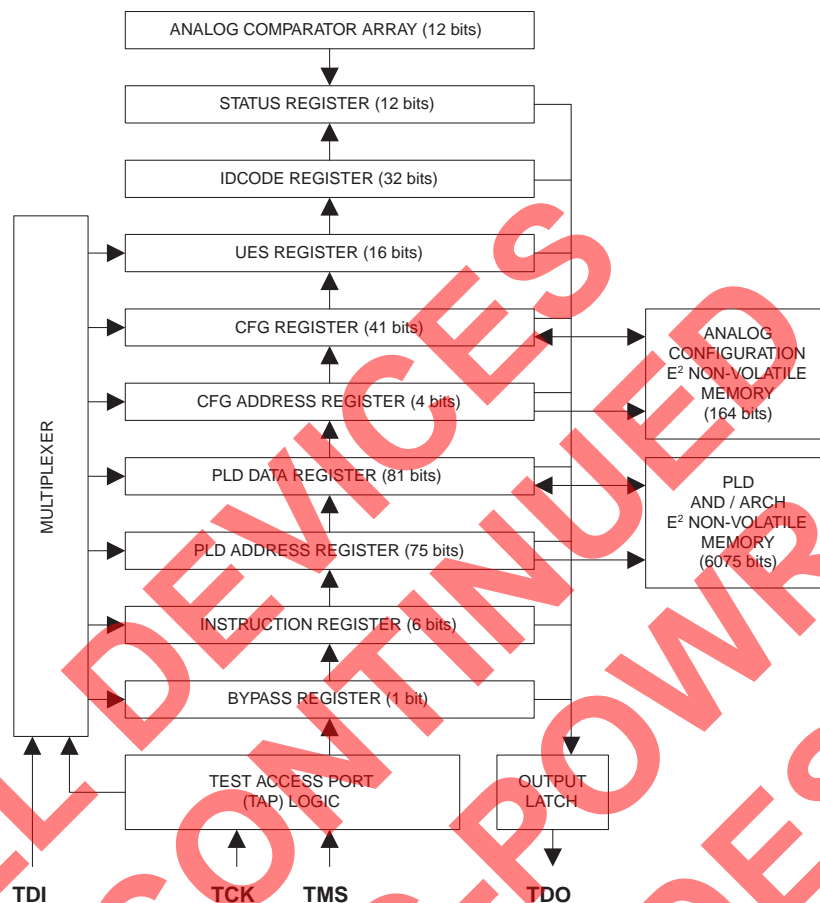 ANALOG COMPARATOR ARRAY (12 bits)
STATUS REGISTER (12 bits)
IDCODE REGISTER (32 bits)
UES REGISTER (16 bits)
CFG REGISTER (41 bits)
CFG ADDRESS REGISTER (4 bits)
PLD DATA REGISTER (81 bits)
PLD ADDRESS REGISTER (75 bits)
INSTRUCTION REGISTER (6 bits)
BYPASS REGISTER (1 bit)
MULTIPLEXER
ANALOG
CONFIGURATION
E² NON-VOLATILE
MEMORY
(164 bits)
PLD
AND / ARCH
E² NON-VOLATILE
MEMORY
(6075 bits)
TEST ACCESS PORT
(TAP) LOGIC
OUTPUT
LATCH
TDI
TCK
TMS
TDO
DEVICES